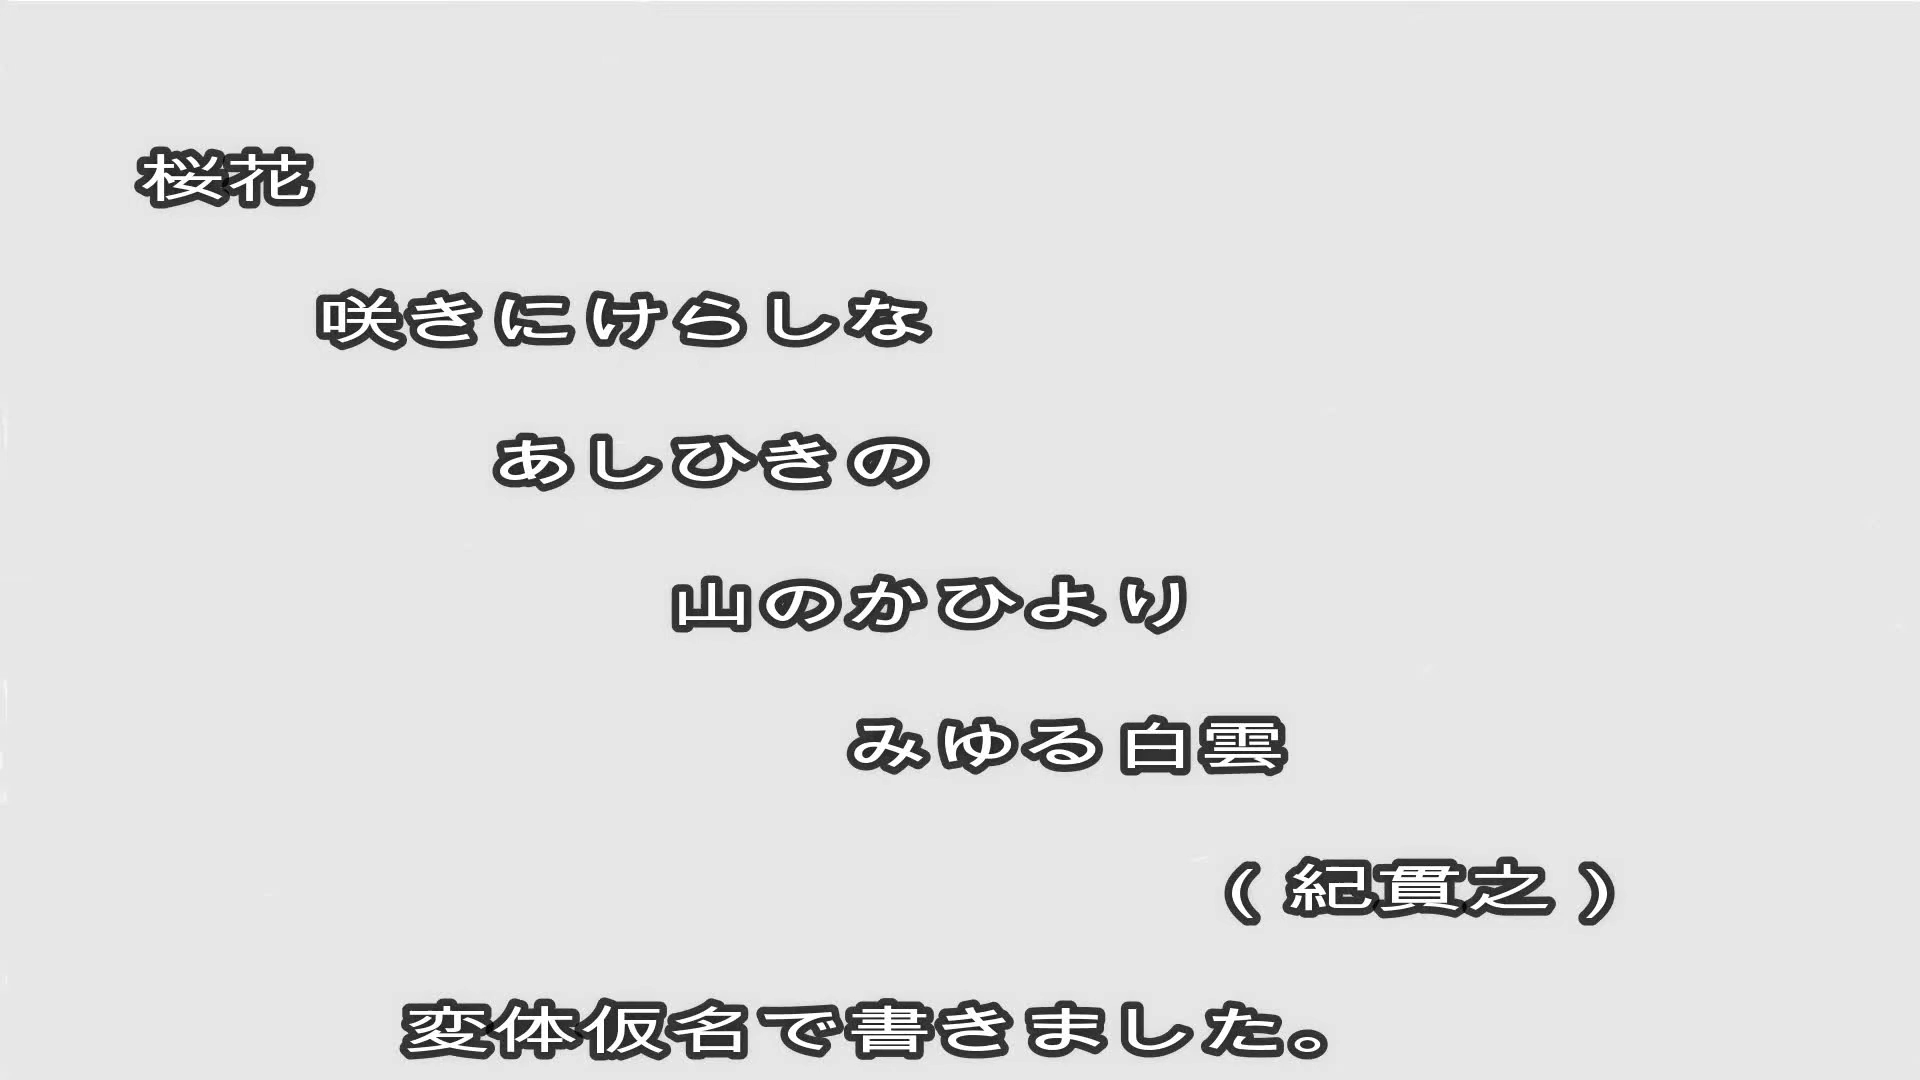 桜花
咲きにけらしな
あしひきの
山のかひより
みゆる白雲
(紀貫之)
変体仮名で書きました。